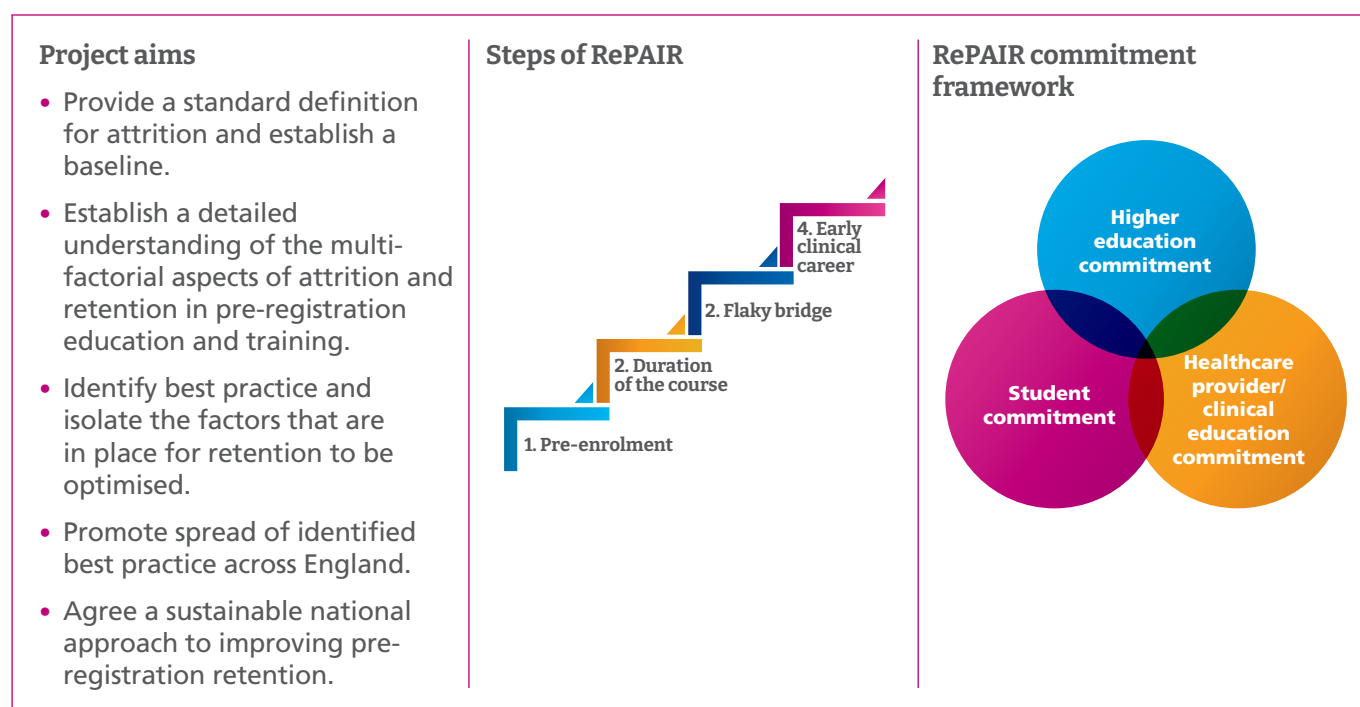 Project aims
• Provide a standard definition
for attrition and establish a
baseline.
• Establish a detailed
understanding of the multi-
factorial aspects of attrition and
retention in pre-registration
education and training.
• Identify best practice and
isolate the factors that are
in place for retention to be
optimised.
• Promote spread of identified
best practice across England.
• Agree a sustainable national
approach to improving pre-
registration retention.
Steps of RePAIR
4. Early
clinical
career
2. Flaky bridge
2. Duration
of the course
1. Pre-enrolment
RePAIR commitment
framework
Higher
education
commitment
Student
commitment
Healthcare
provider/
clinical
education
commitment